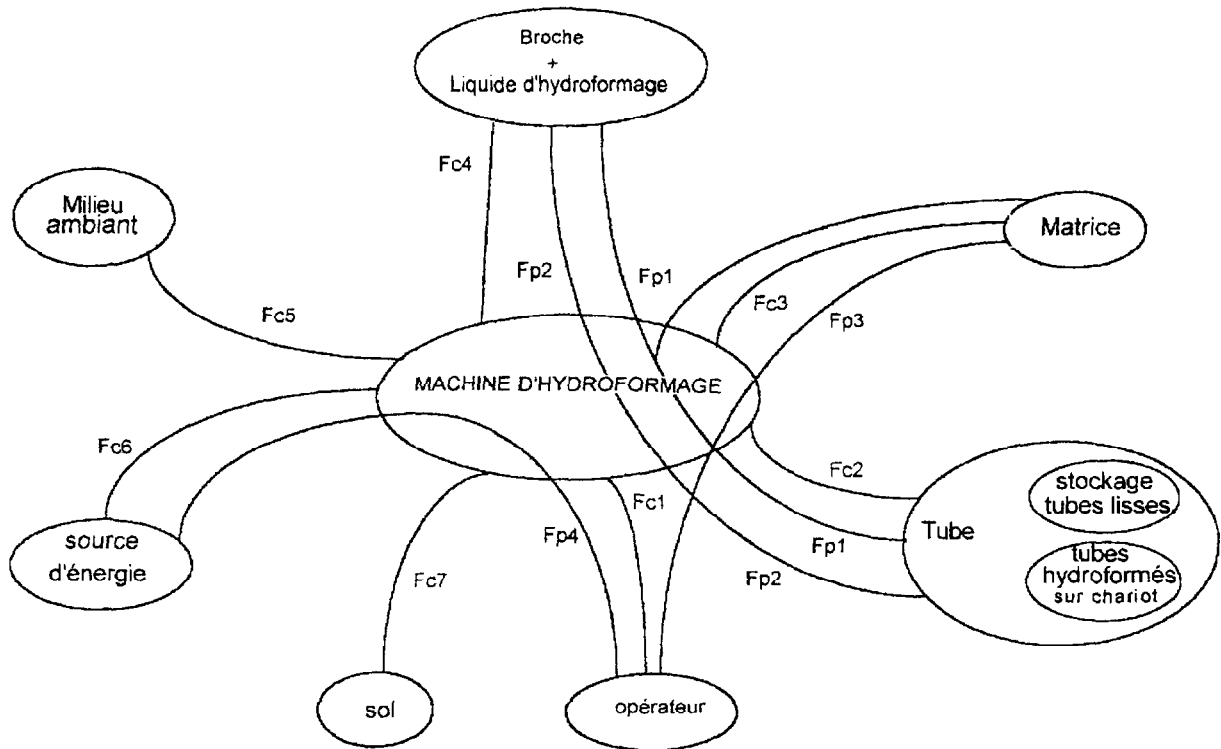 Broche
+
Liquide d'hydroformage
Fc4
Milieu
ambiant
Matrice
Fp2
Fp1
Fc3
Fp3
Fc5
MACHINE D'HYDROFORMAGE
Fc6
Fc2
stockage
tubes lisses
Fc1
source
d'énergie
Fp4
Tube
Fp1
tubes
hydroformés
sur chariot
Fp2
Fc7
sol
opérateur